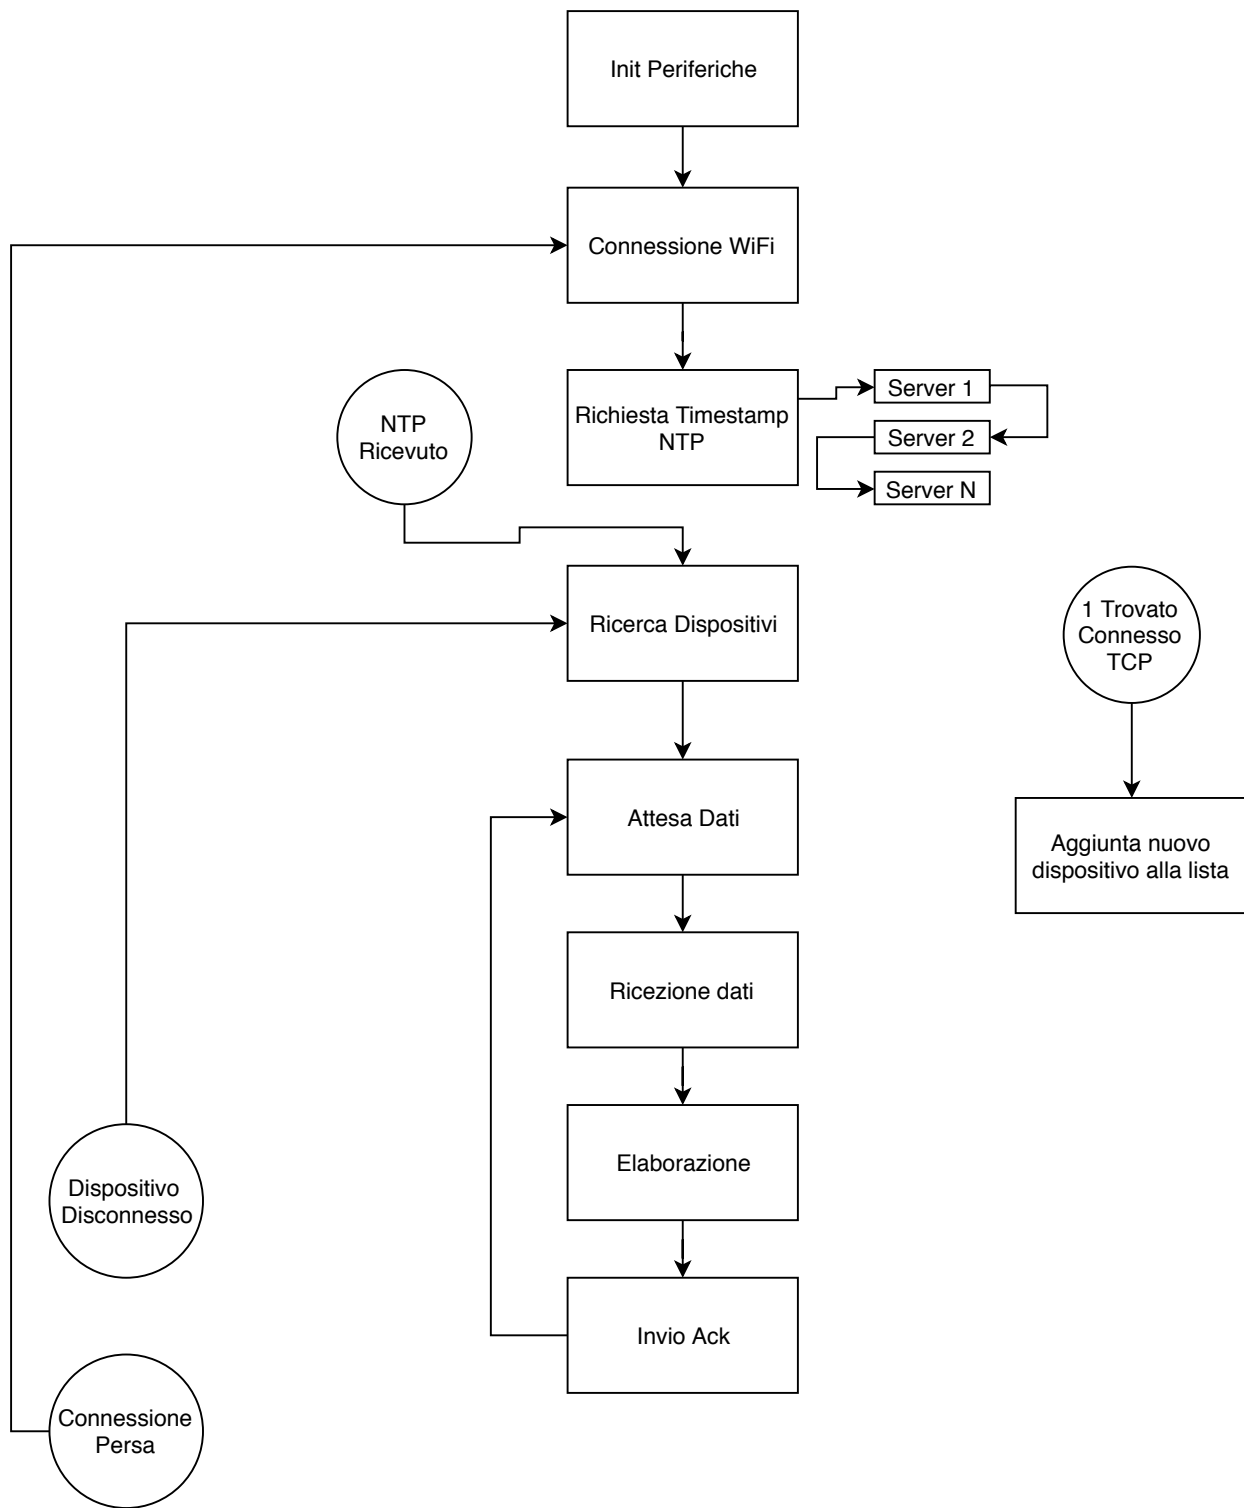 Init Periferiche
Connessione WiFi
Richiesta Timestamp
NTP
Server 1
Server 2
Server N
NTP
Ricevuto
Ricerca Dispositivi
1 Trovato
Connesso
TCP
Attesa Dati
Aggiunta nuovo
dispositivo alla lista
Ricezione dati
Elaborazione
Dispositivo
Disconnesso
Invio Ack
Connessione
Persa